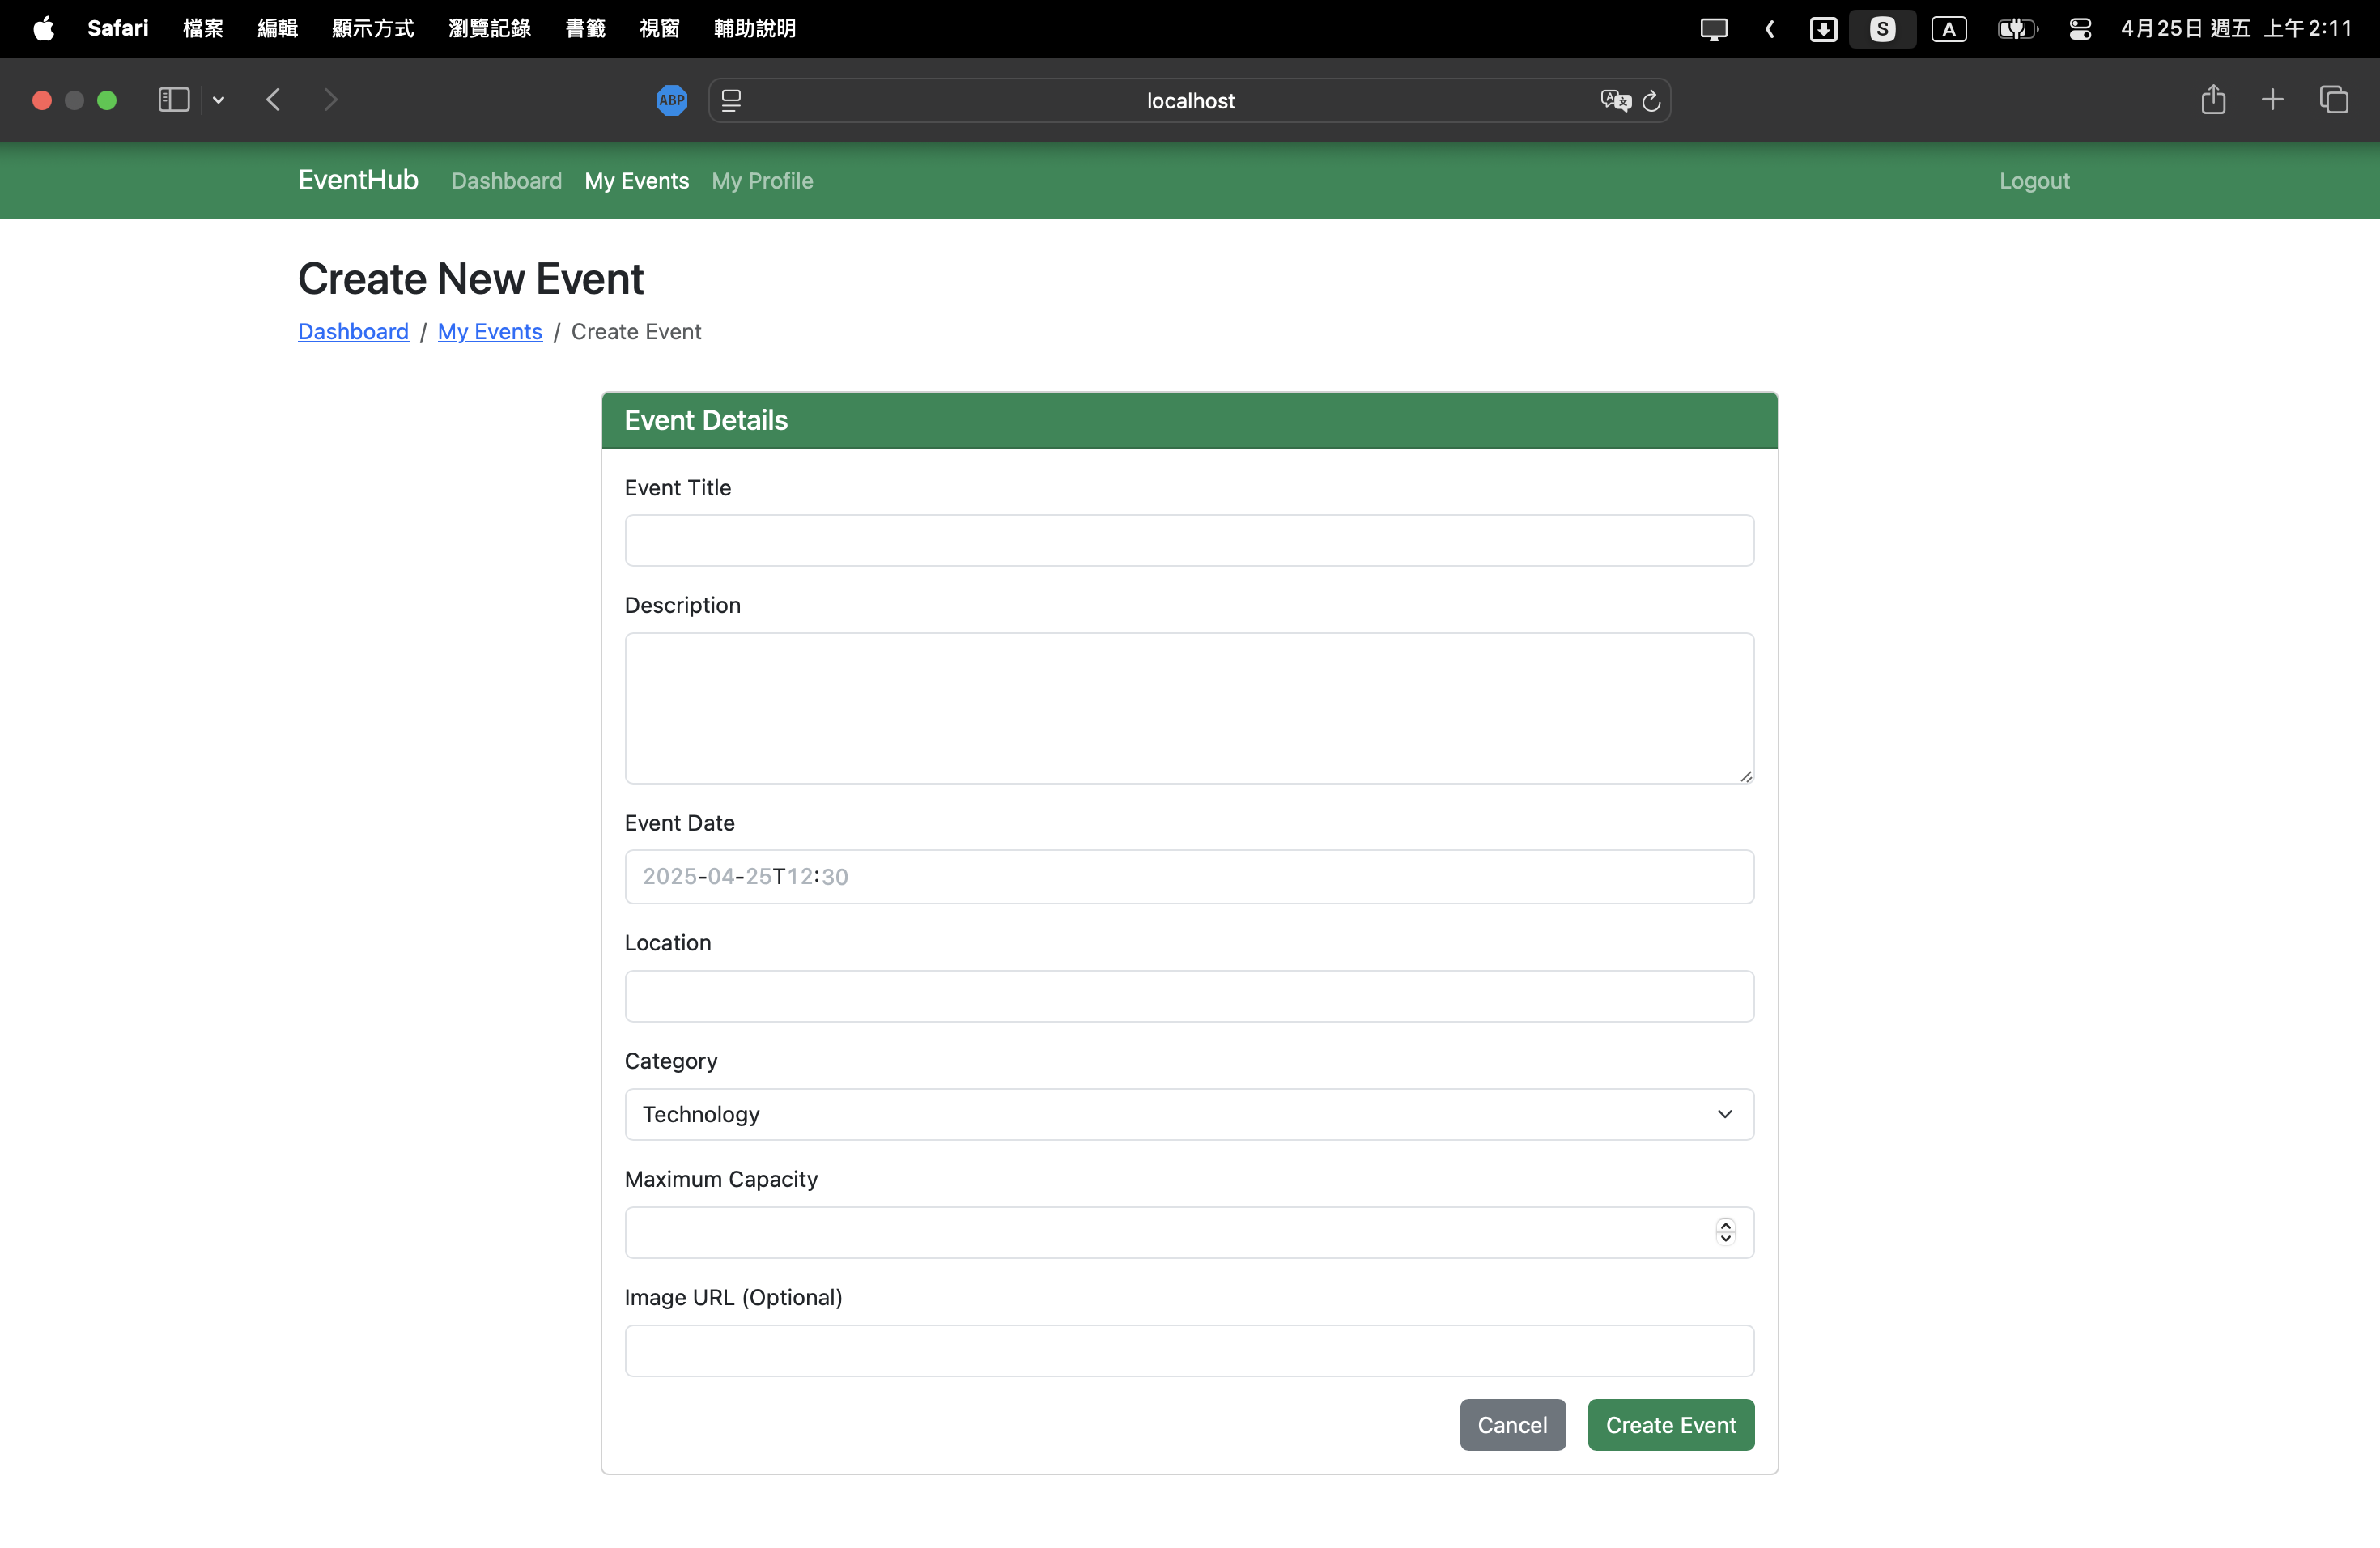 Safari 檔案 編輯 顯示方式 瀏覽記錄 書籤 視窗 輔助說明 S A 4月25日 週五 上午2:11
ABP localhost
EventHub Dashboard My Events My Profile Logout
Create New Event
Dashboard / My Events / Create Event
Event Details
Event Title
Description
Event Date
2025-04-25T12:30
Location
Category
Technology
Maximum Capacity
Image URL (Optional)
Cancel Create Event